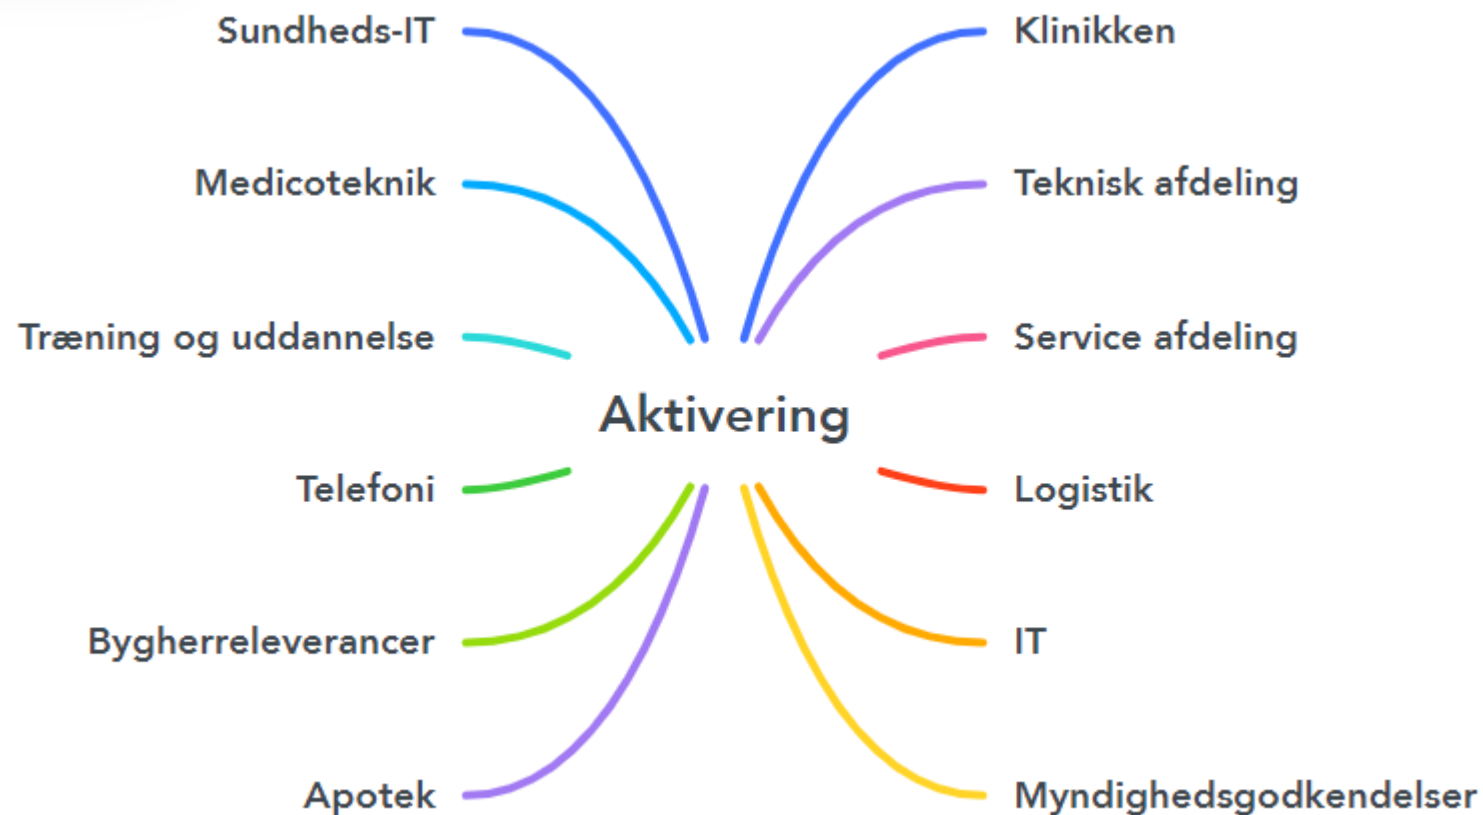 Sundheds-IT
Klinikken
Medicoteknik
Teknisk afdeling
Træning og uddannelse
Service afdeling
Aktivering
Telefoni
Logistik
Bygherreleverancer
IT
Apotek
Myndighedsgodkendelser